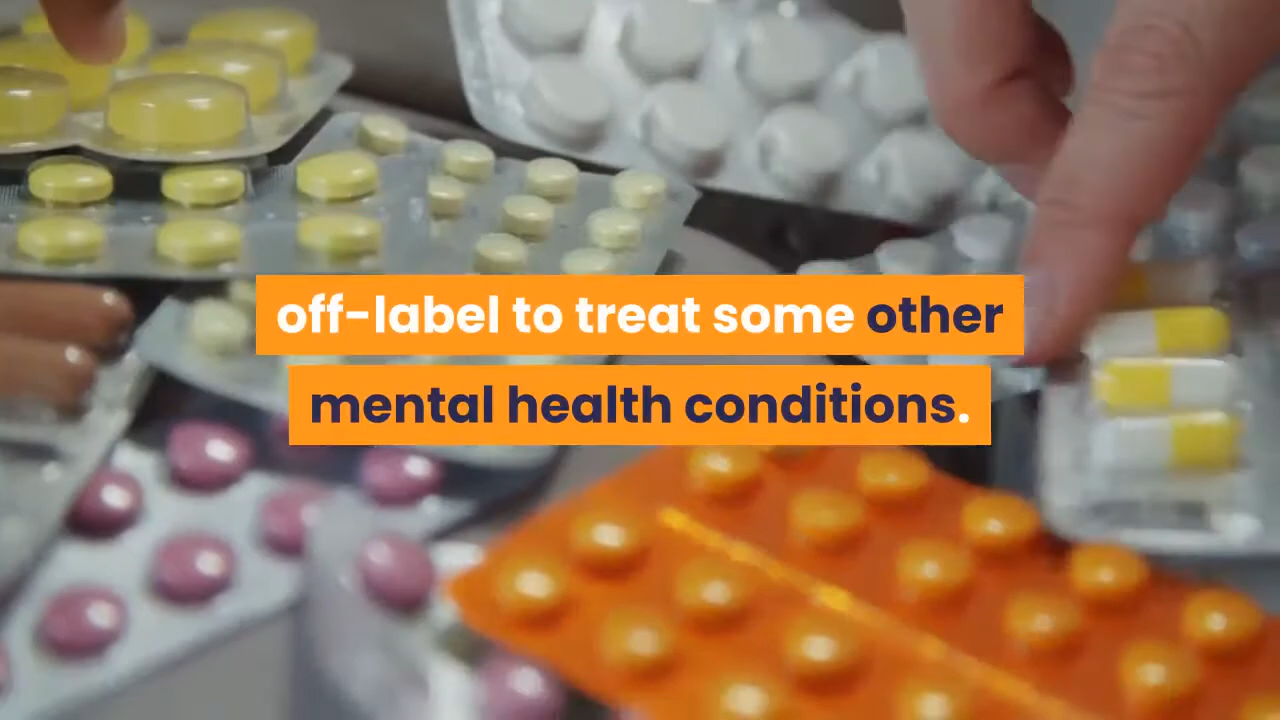 off-label to treat some other
mental health conditions.